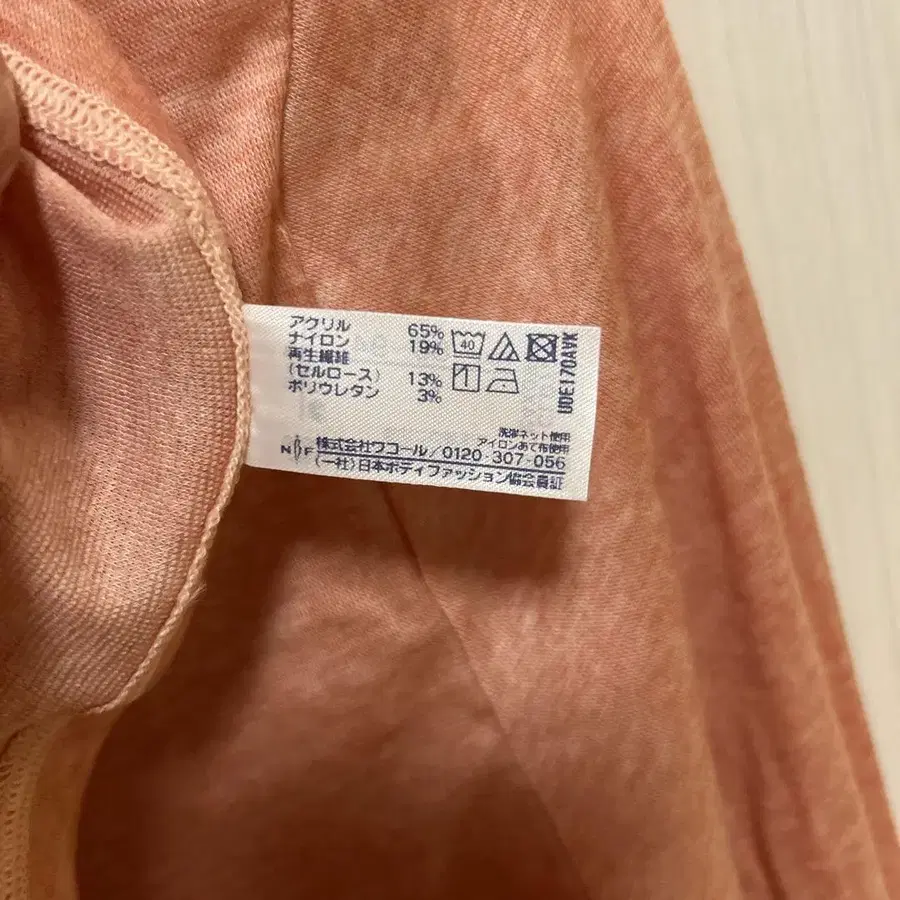 アクリル 65%
ナイロン 19%
再生繊維
(セルロース) 13%
ポリウレタン 3%
40
UDE170AVK
洗濯ネット使用
アイロンあて布使用
NBF 株式会社ワコール/0120-307-056
(一社)日本ボディファッション協会員証